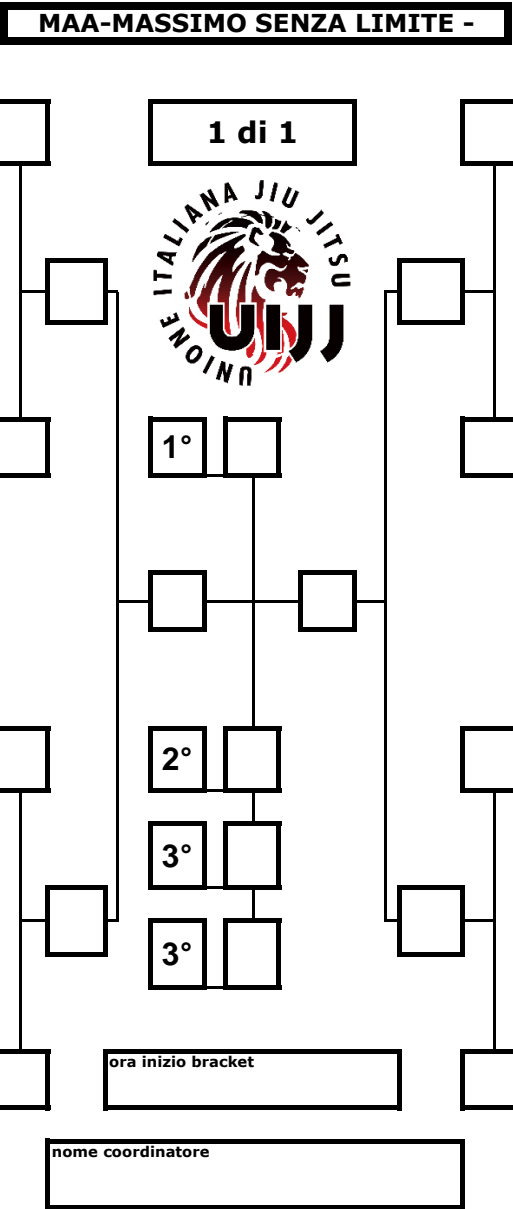 MAA-MASSIMO SENZA LIMITE -
1 di 1
UNIONE ITALIANA JIU JITSU
UIJJ
1°
2°
3°
3°
ora inizio bracket
nome coordinatore